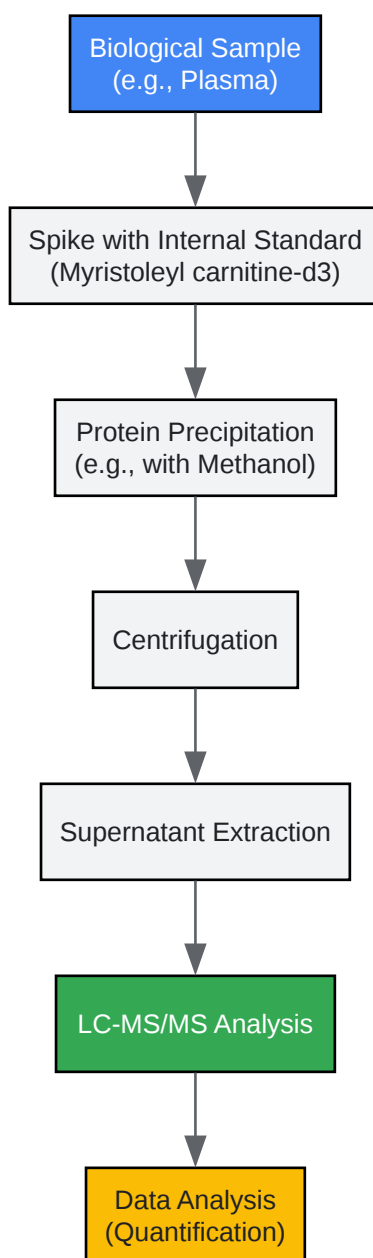 Biological Sample
(e.g., Plasma)
Spike with Internal Standard
(Myristoleyl carnitine-d3)
Protein Precipitation
(e.g., with Methanol)
Centrifugation
Supernatant Extraction
LC-MS/MS Analysis
Data Analysis
(Quantification)